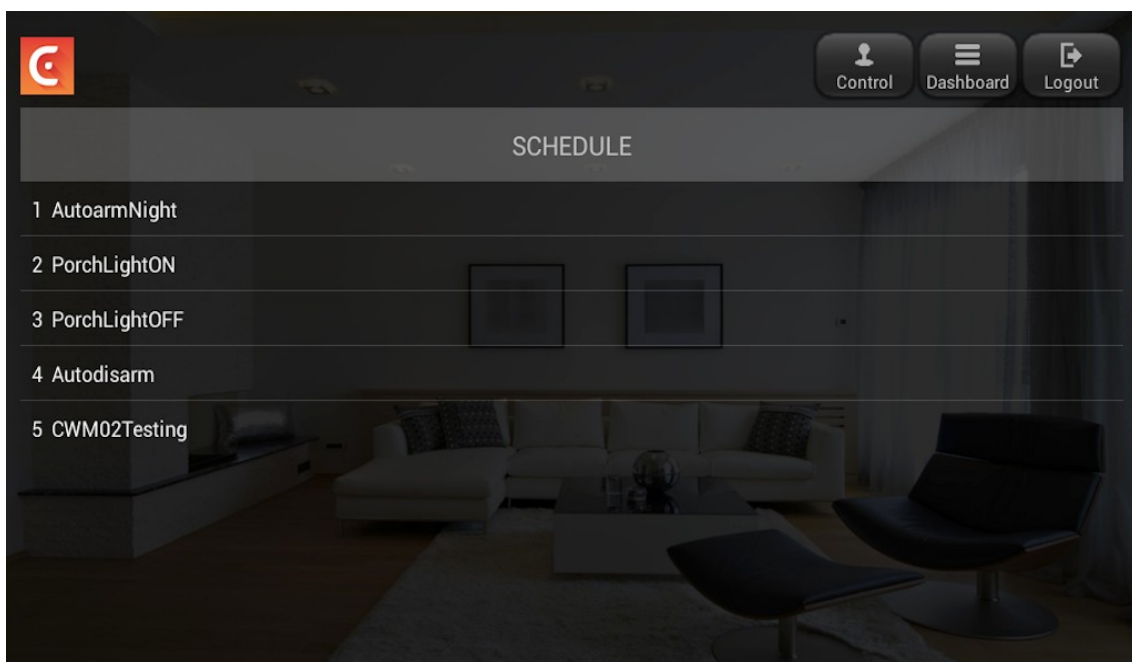 Control Dashboard Logout
SCHEDULE
1 AutoarmNight
2 PorchLightON
3 PorchLightOFF
4 Autodisarm
5 CWM02Testing